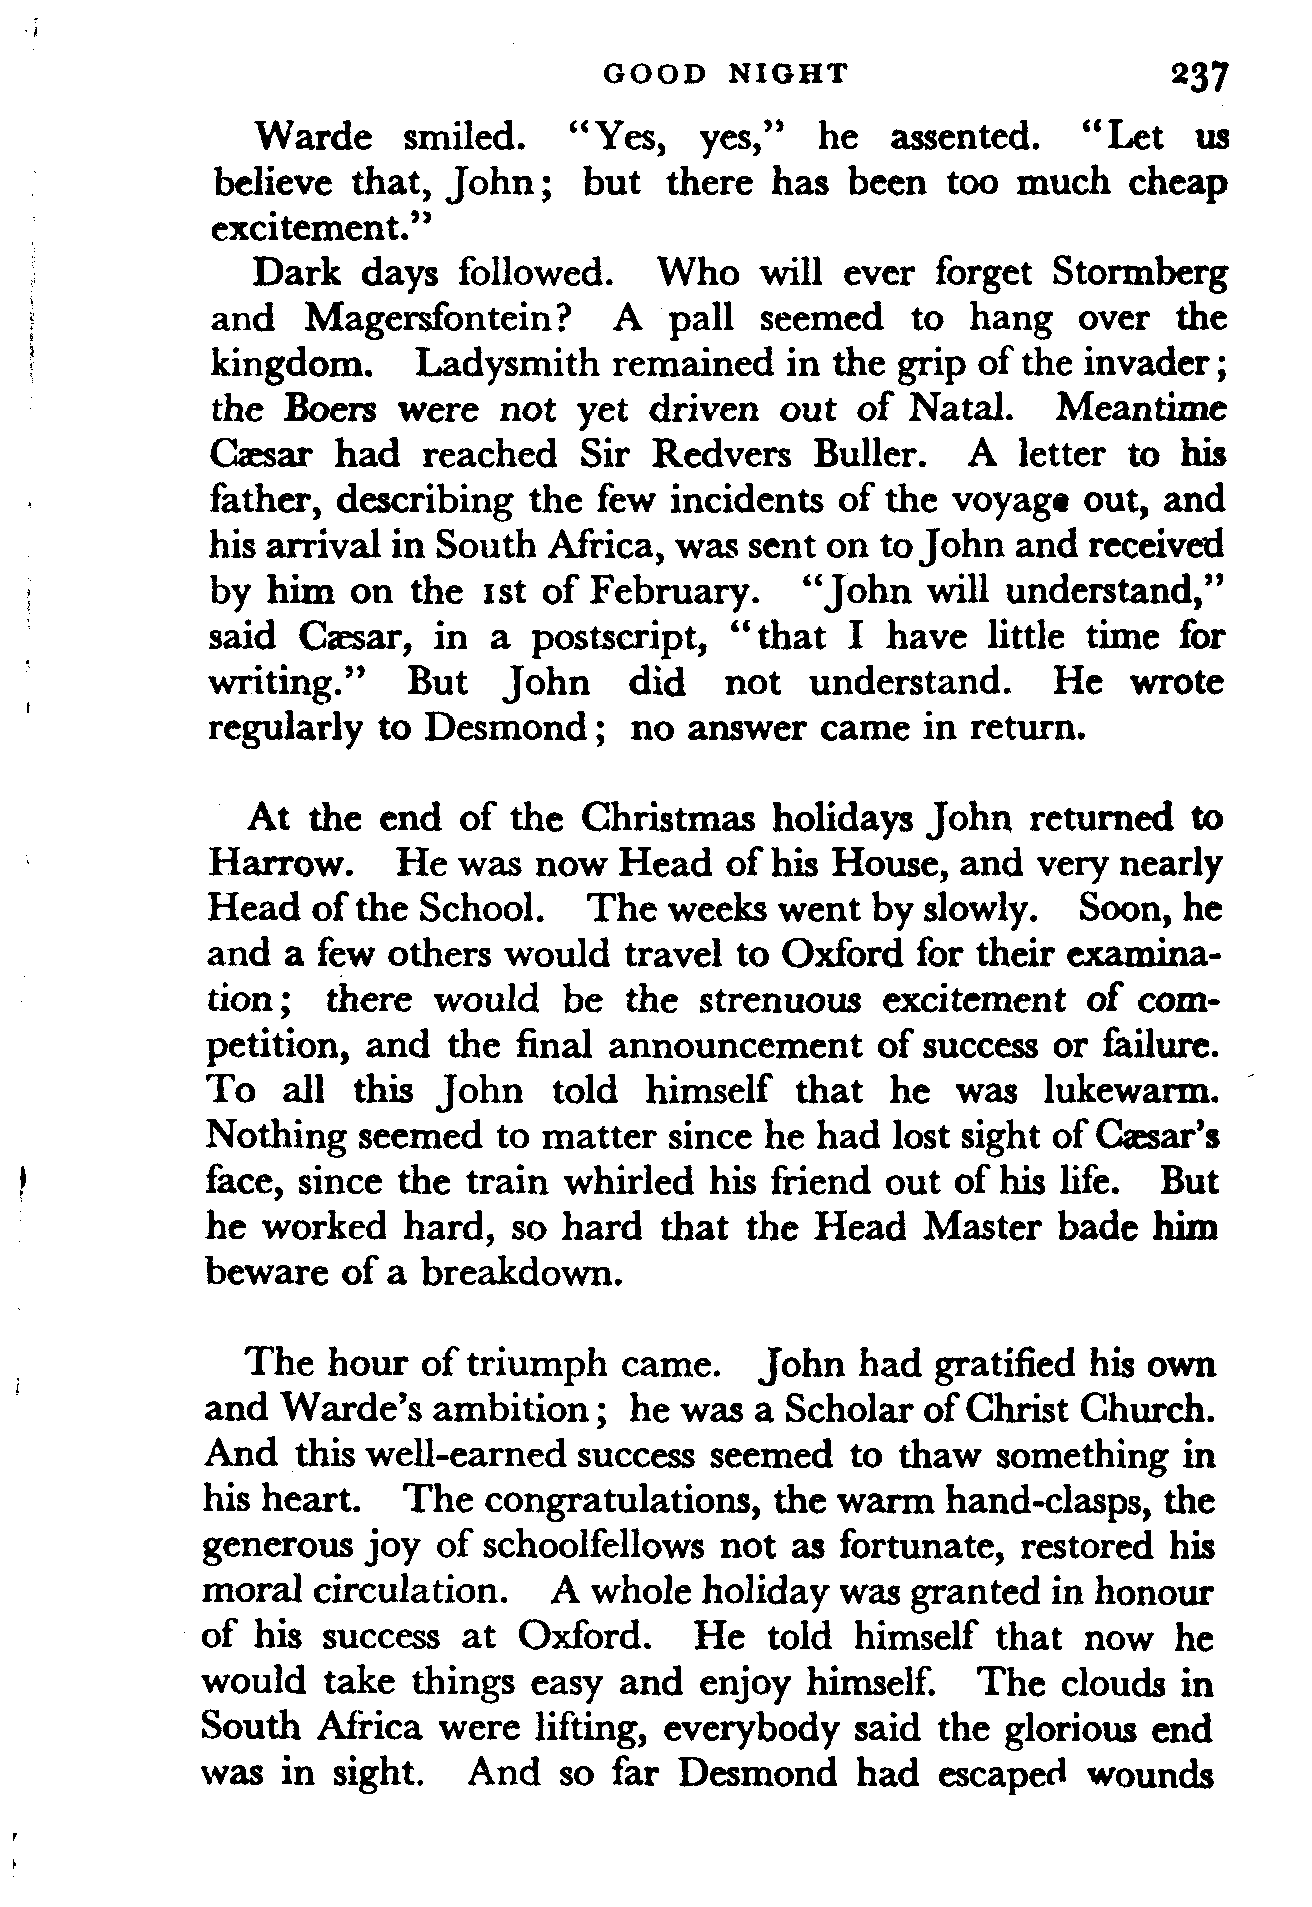 GOOD NIGHT 237
Warde smiled. “Yes, yes,” he assented. “Let us
believe that, John; but there has been too much cheap
excitement.”
Dark days followed. Who will ever forget Stormberg
and Magersfontein? A pall seemed to hang over the
kingdom. Ladysmith remained in the grip of the invader;
the Boers were not yet driven out of Natal. Meantime
Cæsar had reached Sir Redvers Buller. A letter to his
father, describing the few incidents of the voyage out, and
his arrival in South Africa, was sent on to John and received
by him on the 1st of February. “John will understand,”
said Cæsar, in a postscript, “that I have little time for
writing.” But John did not understand. He wrote
regularly to Desmond; no answer came in return.
At the end of the Christmas holidays John returned to
Harrow. He was now Head of his House, and very nearly
Head of the School. The weeks went by slowly. Soon, he
and a few others would travel to Oxford for their examina-
tion; there would be the strenuous excitement of com-
petition, and the final announcement of success or failure.
To all this John told himself that he was lukewarm.
Nothing seemed to matter since he had lost sight of Cæsar’s
face, since the train whirled his friend out of his life. But
he worked hard, so hard that the Head Master bade him
beware of a breakdown.
The hour of triumph came. John had gratified his own
and Warde’s ambition; he was a Scholar of Christ Church.
And this well-earned success seemed to thaw something in
his heart. The congratulations, the warm hand-clasps, the
generous joy of schoolfellows not as fortunate, restored his
moral circulation. A whole holiday was granted in honour
of his success at Oxford. He told himself that now he
would take things easy and enjoy himself. The clouds in
South Africa were lifting, everybody said the glorious end
was in sight. And so far Desmond had escaped wounds